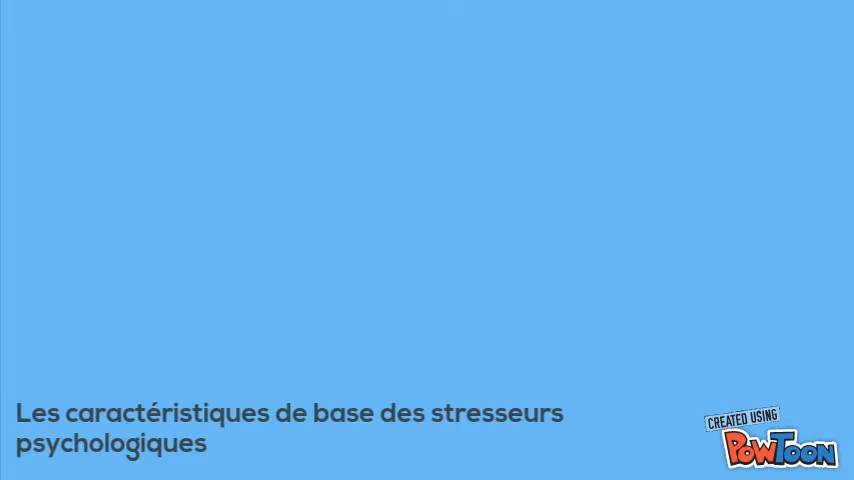 Les caractéristiques de base des stresseurs
psychologiques
CREATED USING
POWTOON